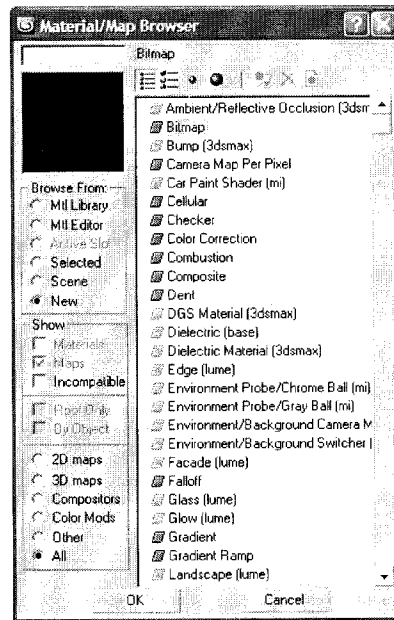 Material/Map Browser
Bitmap
Browse From:
Mtl Library
Mtl Editor
Active Slo
Selected
Scene
New
Show
Materials
Maps
Incompatible
Root Only
By Object
2D maps
3D maps
Compositors
Color Mods
Other
All
Ambient/Reflective Occlusion (3dsm
Bitmap
Bump (3dsmax)
Camera Map Per Pixel
Car Paint Shader (mi)
Cellular
Checker
Color Correction
Combustion
Composite
Dent
DGS Material (3dsmax)
Dielectric (base)
Dielectric Material (3dsmax)
Edge (lume)
Environment Probe/Chrome Ball (mi)
Environment Probe/Gray Ball (mi)
Environment/Background Camera M
Environment/Background Switcher (
Facade (lume)
Falloff
Glass (lume)
Glow (lume)
Gradient
Gradient Ramp
Landscape (lume)
OK
Cancel